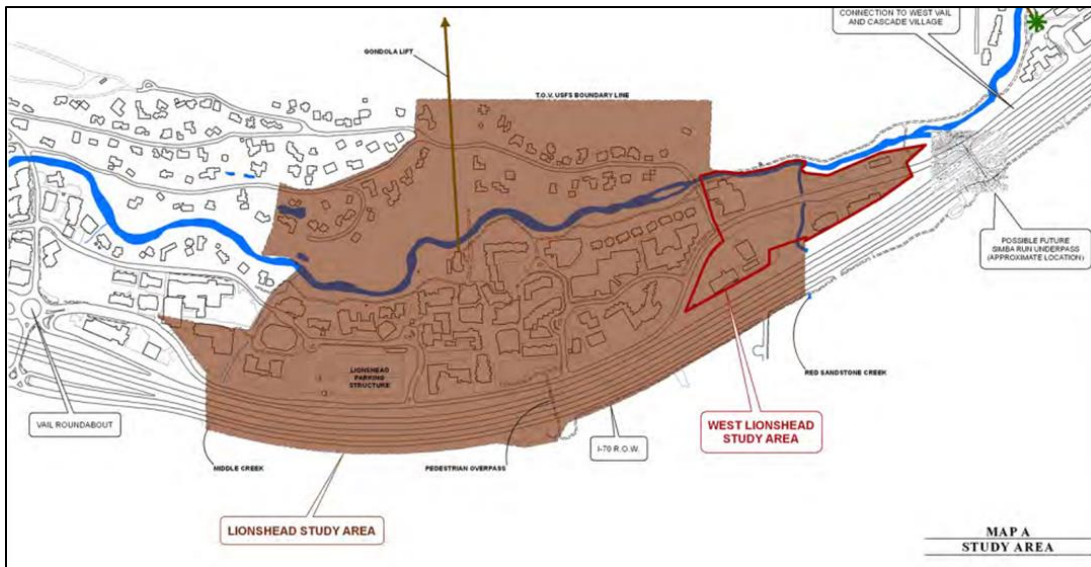 CONNECTION TO WEST VAIL
AND CASCADE VILLAGE
GONDOLA LIFT
T.O.V. USFS BOUNDARY LINE
POSSIBLE FUTURE
SIMBA RUN UNDERPASS
(APPROXIMATE LOCATION)
LIONSHEAD
PARKING
STRUCTURE
RED SANDSTONE CREEK
VAIL ROUNDABOUT
WEST LIONSHEAD
STUDY AREA
I-70 R.O.W.
MIDDLE CREEK
PEDESTRIAN OVERPASS
LIONSHEAD STUDY AREA
MAP A
STUDY AREA